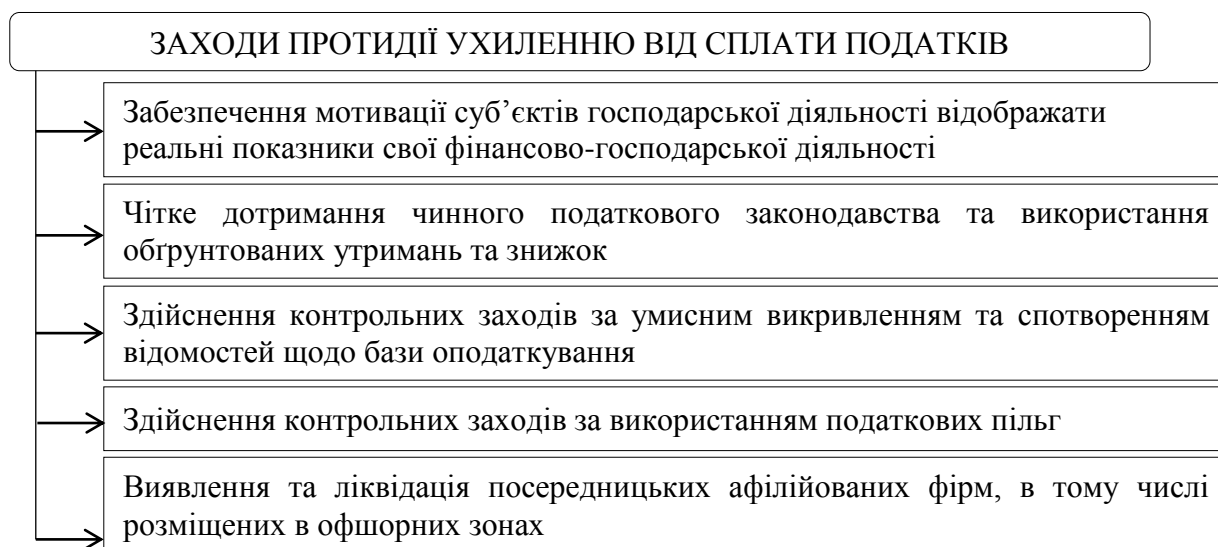 ЗАХОДИ ПРОТИДІЇ УХИЛЕННЮ ВІД СПЛАТИ ПОДАТКІВ
Забезпечення мотивації суб’єктів господарської діяльності відображати
реальні показники свої фінансово-господарської діяльності
Чітке дотримання чинного податкового законодавства та використання
обґрунтованих утримань та знижок
Здійснення контрольних заходів за умисним викривленням та спотворенням
відомостей щодо бази оподаткування
Здійснення контрольних заходів за використанням податкових пільг
Виявлення та ліквідація посередницьких афілійованих фірм, в тому числі
розміщених в офшорних зонах